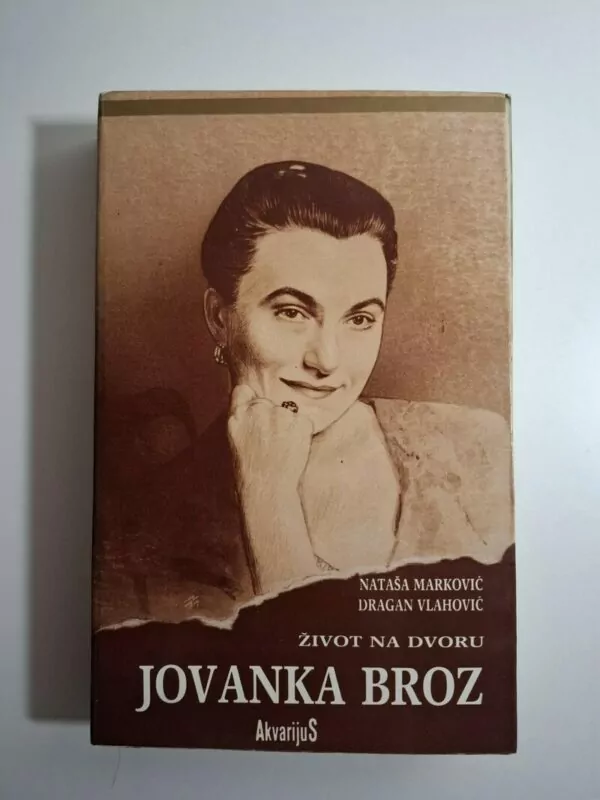 NATAŠA MARKOVIČ
DRAGAN VLAHOVIČ
ŽIVOT NA DVORU
JOVANKA BROZ
AkvarijuS